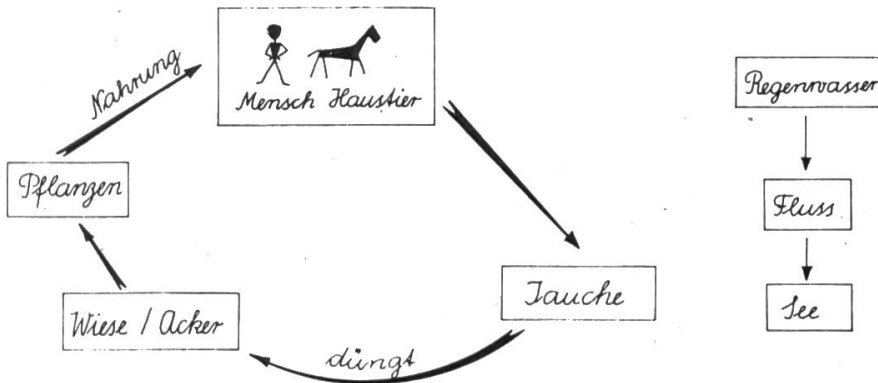 Nahrung
Mensch Haustier
Pflanzen
Wiese / Acker
düngt
Jauche
Regenwasser
Fluss
See